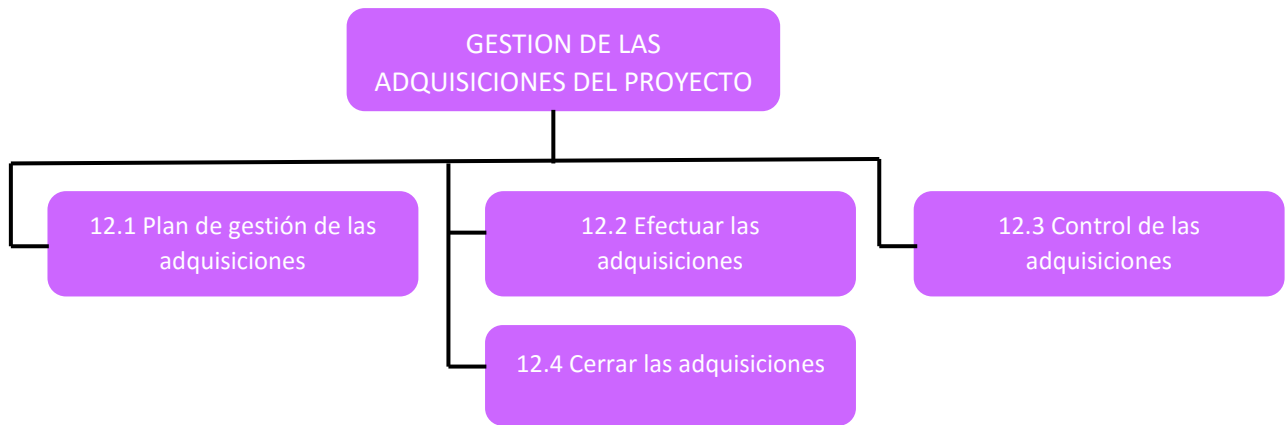 GESTION DE LAS
ADQUISICIONES DEL PROYECTO
12.1 Plan de gestión de las
adquisiciones
12.2 Efectuar las
adquisiciones
12.3 Control de las
adquisiciones
12.4 Cerrar las adquisiciones